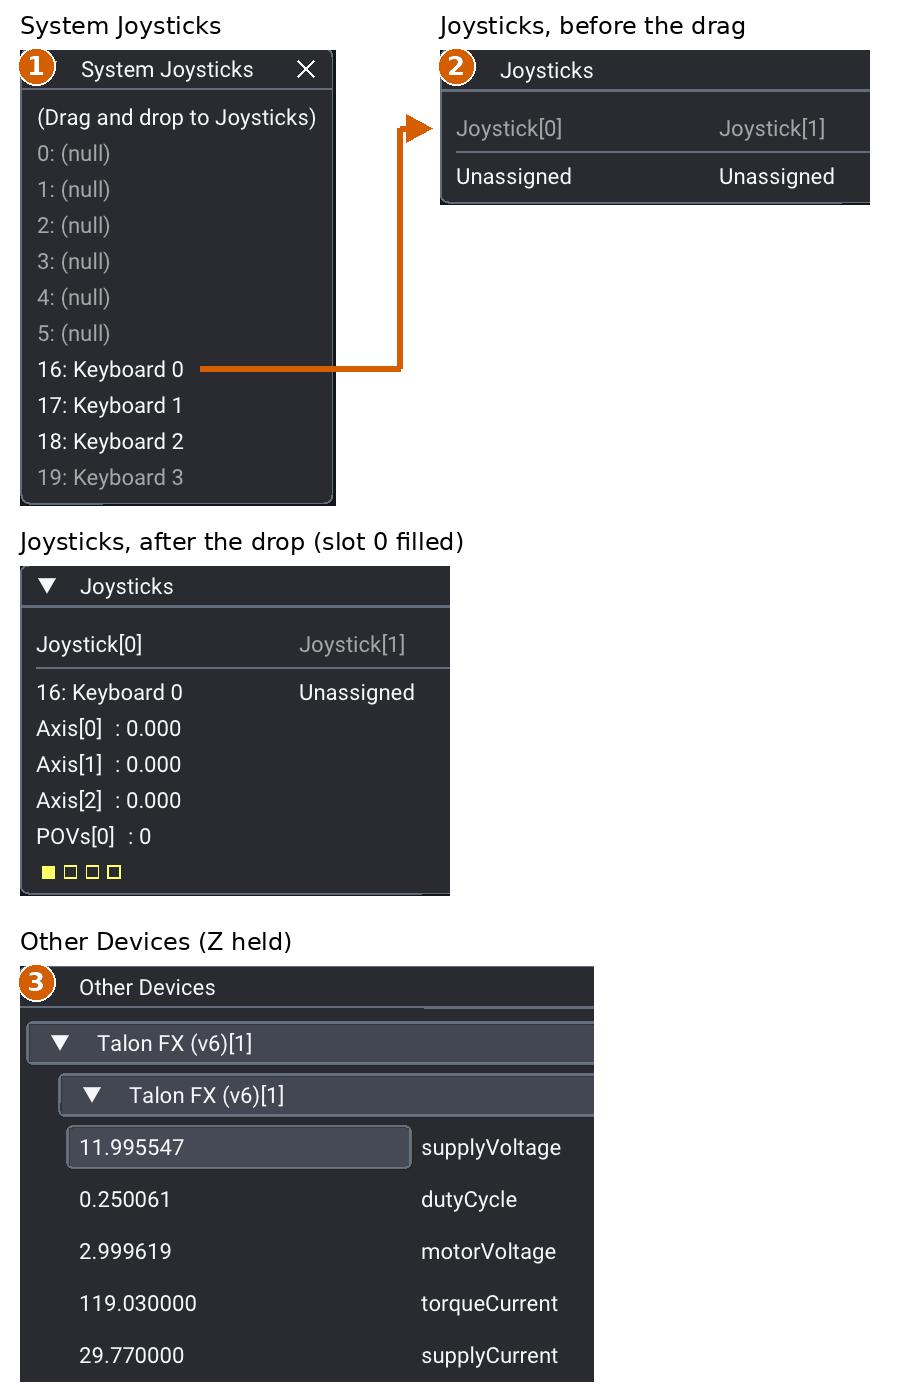 System Joysticks
1 System Joysticks
(Drag and drop to Joysticks)
0: (null)
1: (null)
2: (null)
3: (null)
4: (null)
5: (null)
16: Keyboard 0
17: Keyboard 1
18: Keyboard 2
19: Keyboard 3
Joysticks, before the drag
2 Joysticks
Joystick[0] Joystick[1]
Unassigned Unassigned
Joysticks, after the drop (slot 0 filled)
Joysticks
Joystick[0] Joystick[1]
16: Keyboard 0 Unassigned
Axis[0] : 0.000
Axis[1] : 0.000
Axis[2] : 0.000
POVs[0] : 0
Other Devices (Z held)
3 Other Devices
Talon FX (v6)[1]
Talon FX (v6)[1]
11.995547 supplyVoltage
0.250061 dutyCycle
2.999619 motorVoltage
119.030000 torqueCurrent
29.770000 supplyCurrent